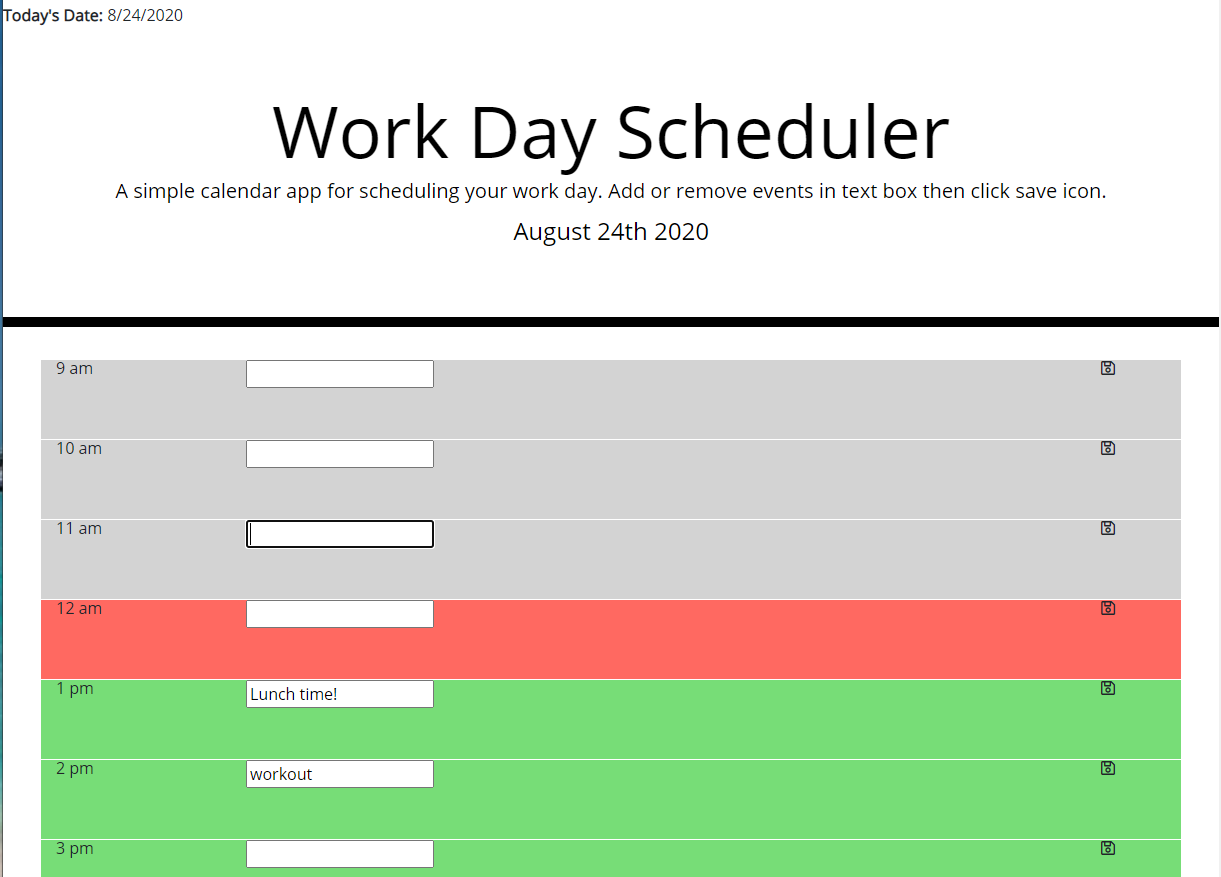 Today's Date: 8/24/2020
Work Day Scheduler
A simple calendar app for scheduling your work day. Add or remove events in text box then click save icon.
August 24th 2020
9 am
10 am
11 am
12 am
1 pm
Lunch time!
2 pm
workout
3 pm